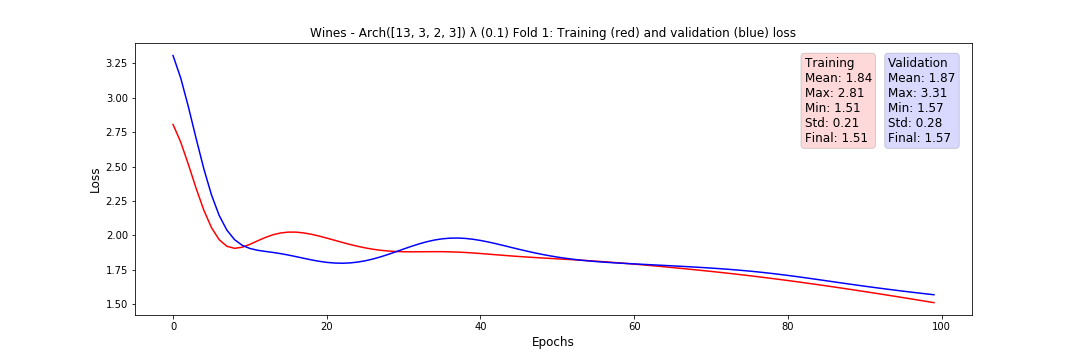 Wines - Arch([13, 3, 2, 3]) λ (0.1) Fold 1: Training (red) and validation (blue) loss
Training
Mean: 1.84
Max: 2.81
Min: 1.51
Std: 0.21
Final: 1.51
Validation
Mean: 1.87
Max: 3.31
Min: 1.57
Std: 0.28
Final: 1.57
Loss
3.25
3.00
2.75
2.50
2.25
2.00
1.75
1.50
0 20 40 60 80 100
Epochs